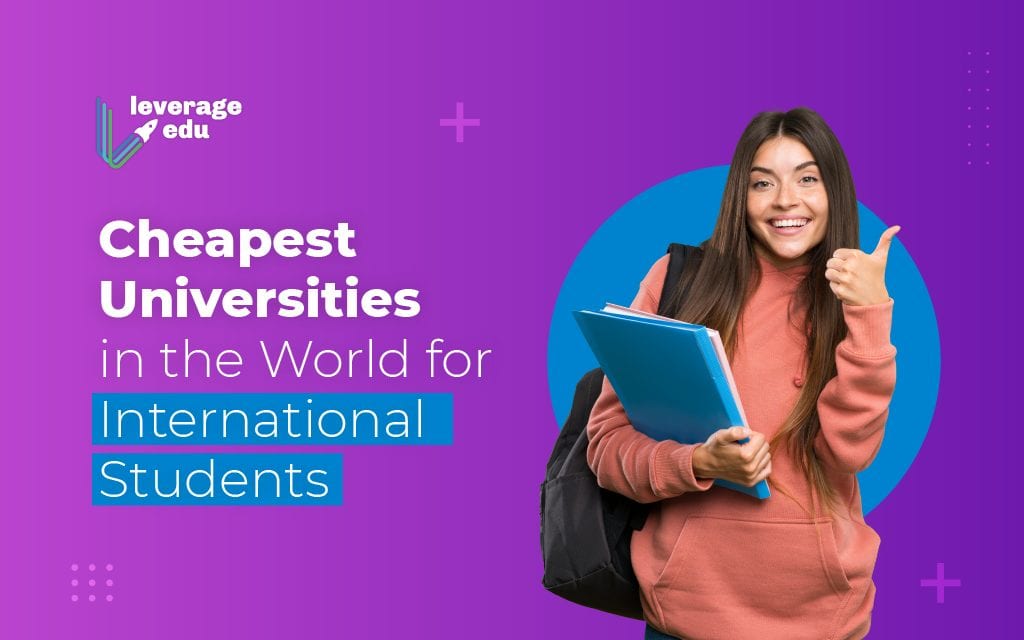 leverage
edu
Cheapest
Universities
in the World for
International
Students